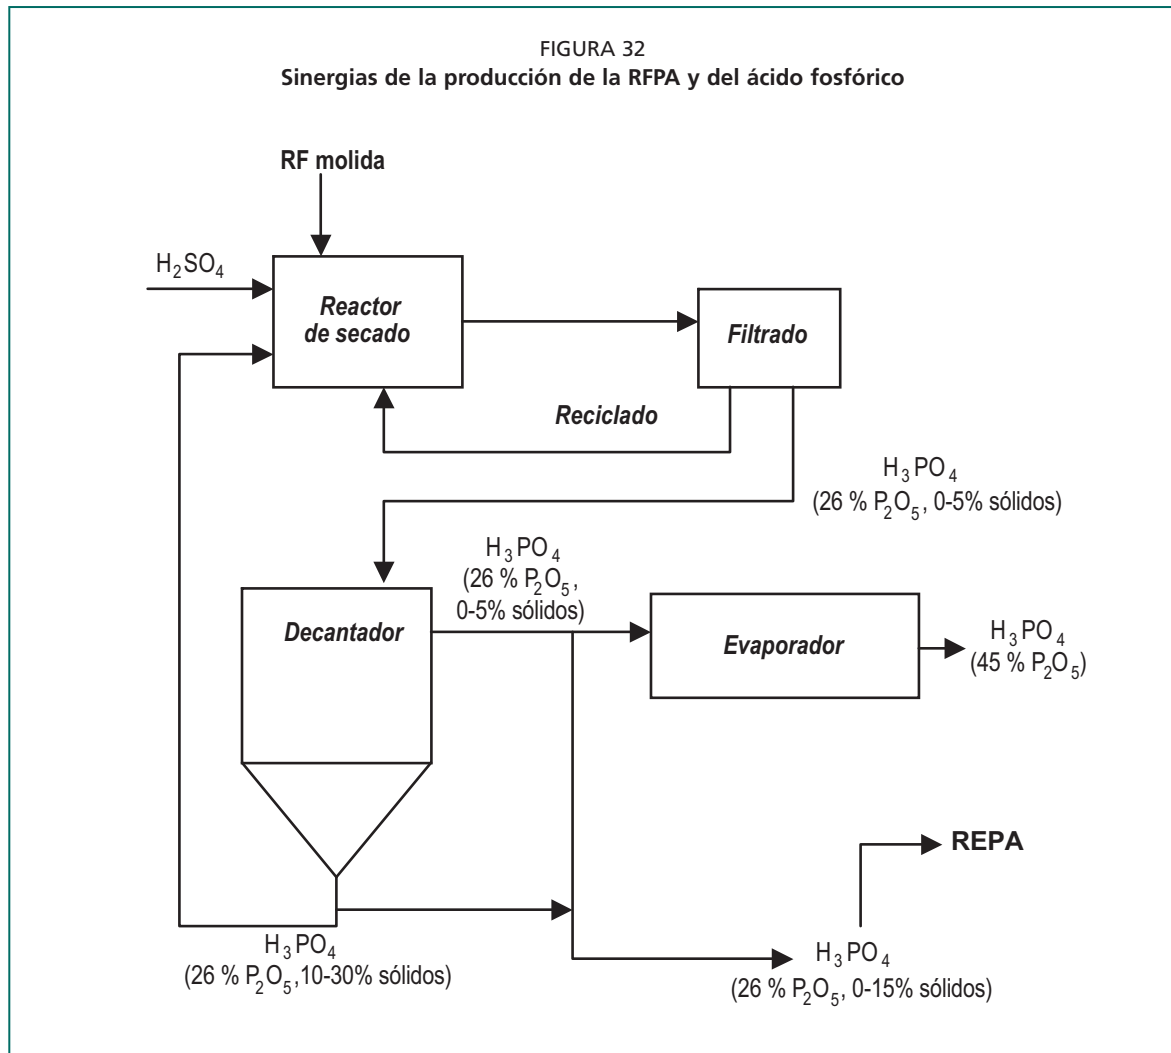 FIGURA 32
Sinergias de la producción de la RFPA y del ácido fosfórico
RF molida
H2SO4
Reactor
de secado
Filtrado
Reciclado
H3PO4
(26 % P2O5, 0-5% sólidos)
H3PO4
(26 % P2O5,
0-5% sólidos)
Decantador
Evaporador
H3PO4
(45 % P2O5)
REPA
H3PO4
(26 % P2O5,10-30% sólidos)
H3PO4
(26 % P2O5, 0-15% sólidos)